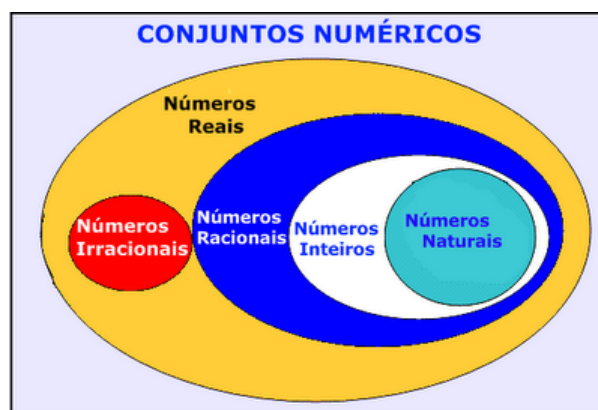 CONJUNTOS NUMÉRICOS
Números
Reais
Números
Irracionais
Números
Racionais
Números
Inteiros
Números
Naturais